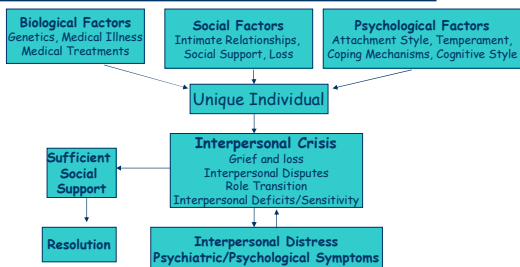 Biological Factors
Genetics, Medical Illness
Medical Treatments
Social Factors
Intimate Relationships,
Social Support, Loss
Psychological Factors
Attachment Style, Temperament,
Coping Mechanisms, Cognitive Style
Unique Individual
Interpersonal Crisis
Grief and loss
Interpersonal Disputes
Role Transition
Interpersonal Deficits/Sensitivity
Sufficient
Social
Support
Resolution
Interpersonal Distress
Psychiatric/Psychological Symptoms